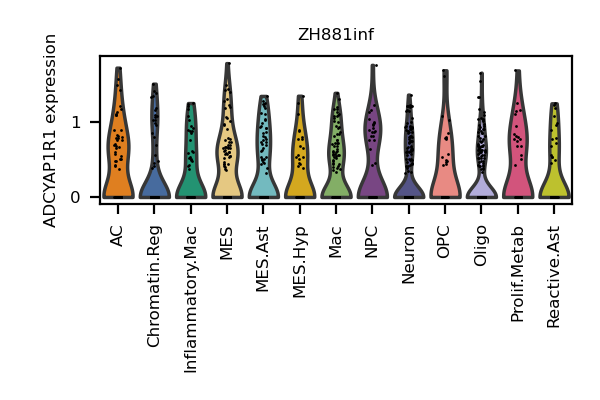 ZH881inf
ADCYAP1R1 expression
1
0
AC
Chromatin.Reg
Inflammatory.Mac
MES
MES.Ast
MES.Hyp
Mac
NPC
Neuron
OPC
Oligo
Prolif.Metab
Reactive.Ast